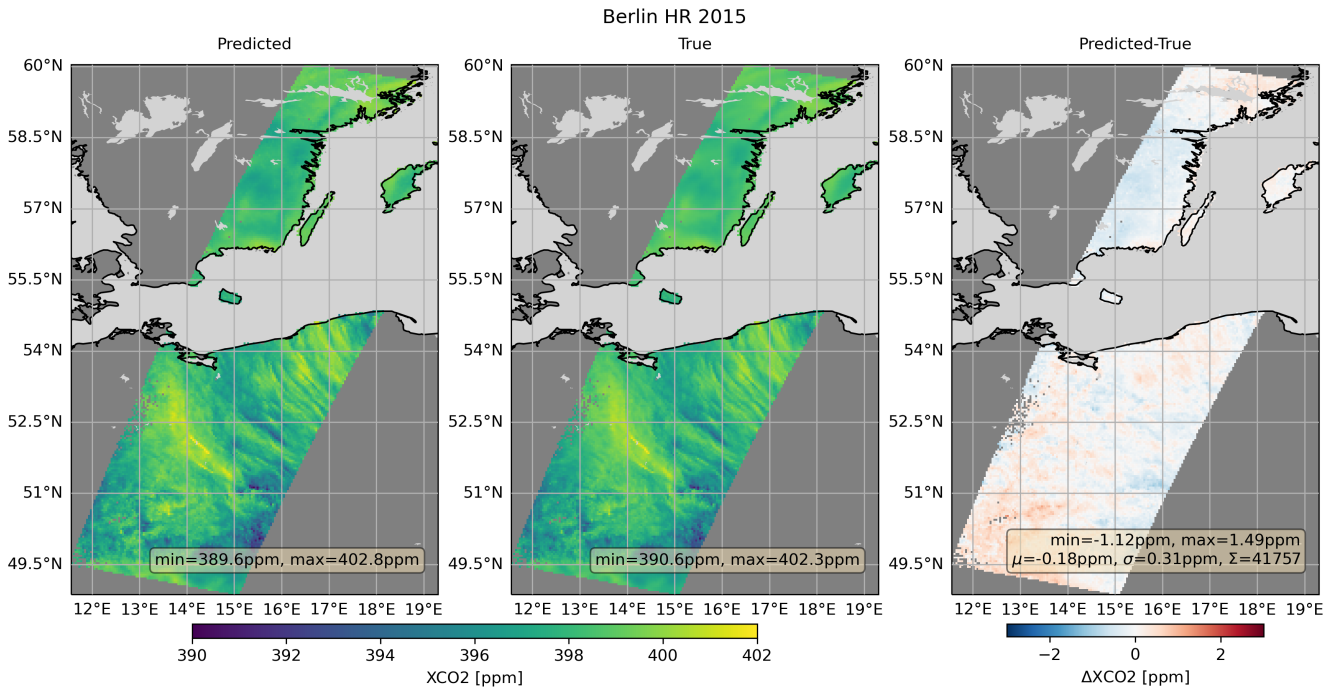 Berlin HR 2015
Predicted
True
Predicted-True
60°N
58.5°N
57°N
55.5°N
54°N
52.5°N
51°N
49.5°N
min=389.6ppm, max=402.8ppm
12°E 13°E 14°E 15°E 16°E 17°E 18°E 19°E
60°N
58.5°N
57°N
55.5°N
54°N
52.5°N
51°N
49.5°N
min=390.6ppm, max=402.3ppm
12°E 13°E 14°E 15°E 16°E 17°E 18°E 19°E
60°N
58.5°N
57°N
55.5°N
54°N
52.5°N
51°N
49.5°N
min=-1.12ppm, max=1.49ppm
μ=-0.18ppm, σ=0.31ppm, Σ=41757
12°E 13°E 14°E 15°E 16°E 17°E 18°E 19°E
390 392 394 396 398 400 402
XCO2 [ppm]
−2 0 2
ΔXCO2 [ppm]